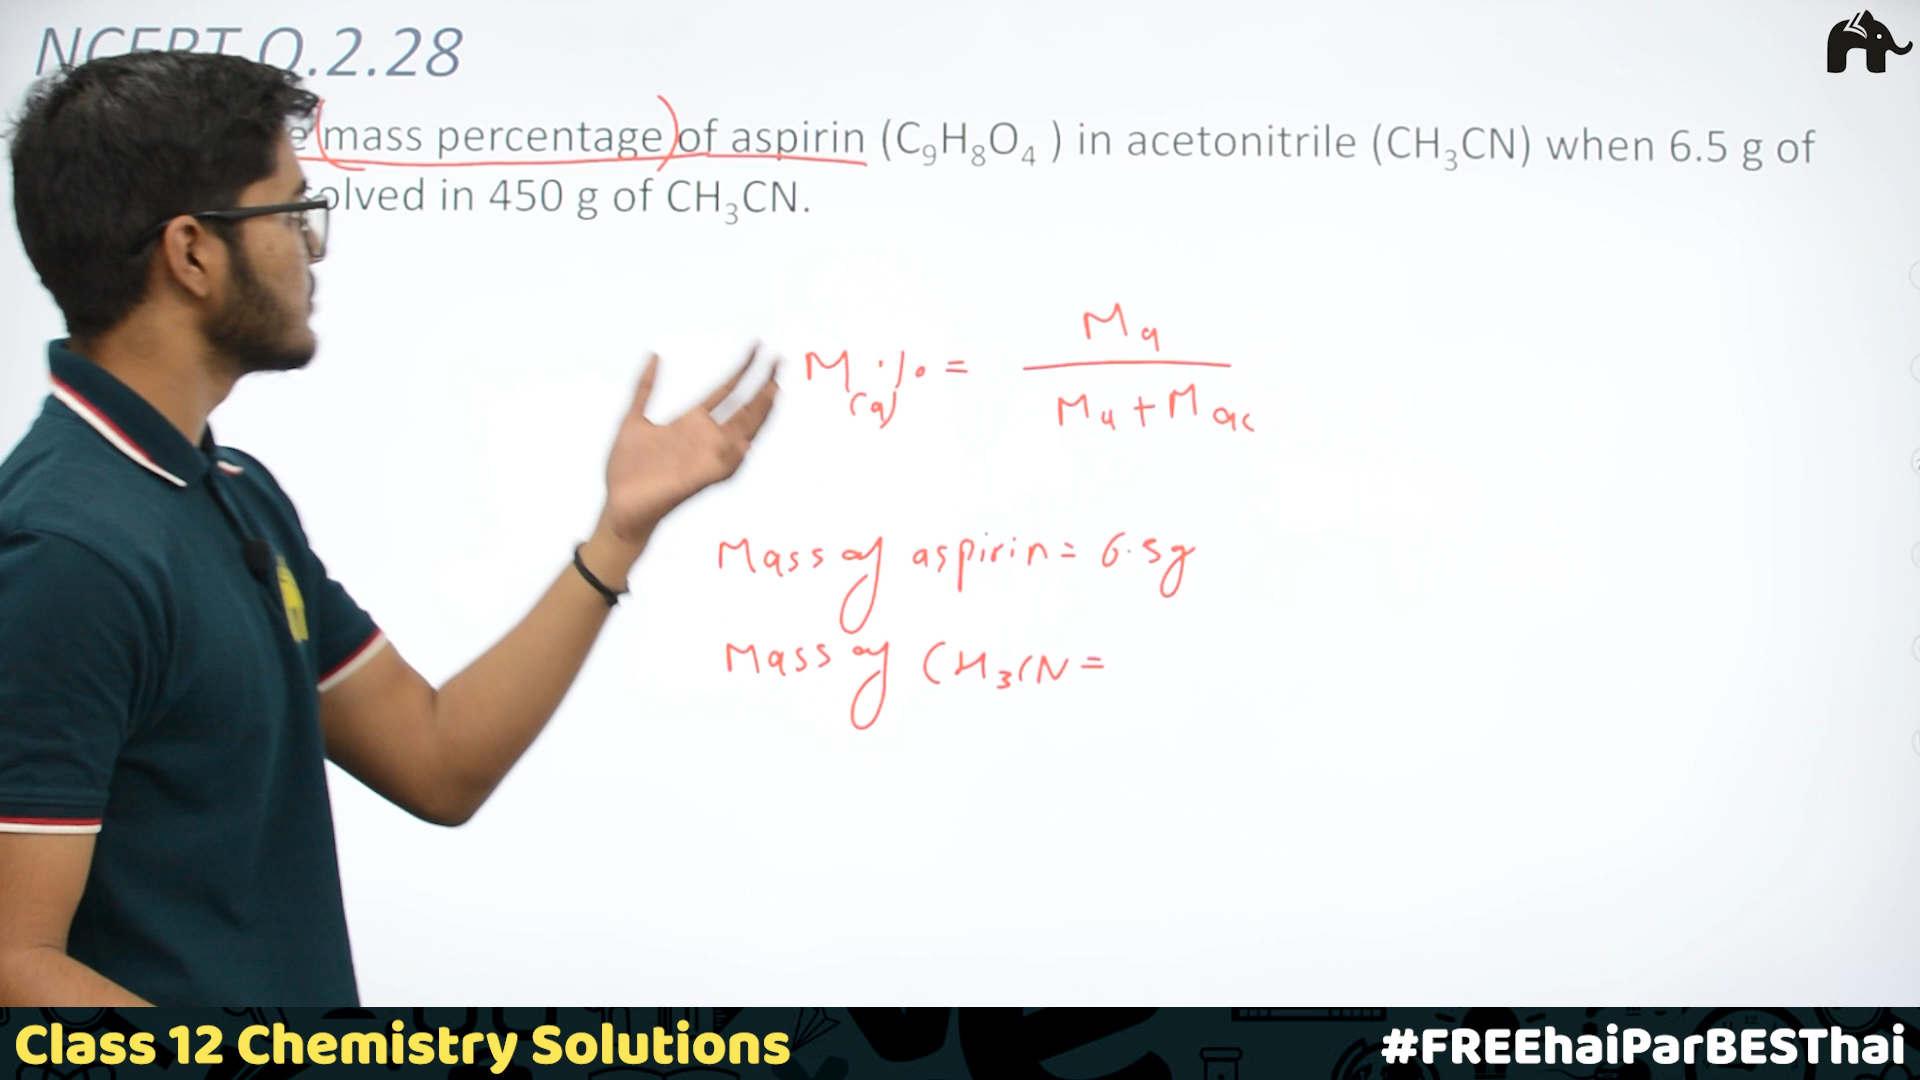 NCERT Q.2.28
mass percentage of aspirin (C₉H₈O₄ ) in acetonitrile (CH₃CN) when 6.5 g of
olved in 450 g of CH₃CN.
M(a) % = Ma
Ma + Mac
Mass of aspirin = 6.5g
Mass of CH₃CN =
Class 12 Chemistry Solutions
#FREEhaiParBESThai